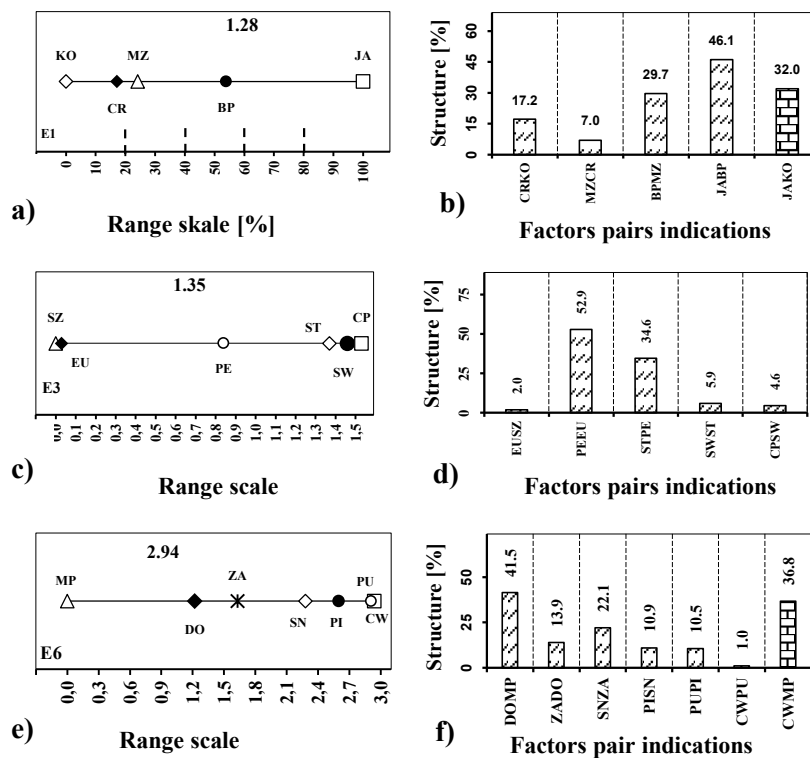 1.28
KO
MZ
JA
CR
BP
E1
0
10
20
30
40
50
60
70
80
90
100
a)
Range skale [%]
Structure [%]
60
45
30
15
0
17.2
7.0
29.7
46.1
32.0
CRKO
MZCR
BPMZ
JABP
JAKO
b)
Factors pairs indications
1.35
SZ
ST
CP
EU
PE
SW
E3
0,0
0,1
0,3
0,4
0,5
0,6
0,8
0,9
1,0
1,1
1,3
1,4
1,5
c)
Range scale
Structure [%]
75
50
25
0
2.0
52.9
34.6
5.9
4.6
EUSZ
PEEU
STPE
SWST
CPSW
d)
Factors pairs indications
2.94
MP
ZA
PU
DO
SN
PI
CW
E6
0,0
0,3
0,6
0,9
1,2
1,5
1,8
2,1
2,4
2,7
3,0
e)
Range scale
Structure [%]
50
25
0
41.5
13.9
22.1
10.9
10.5
1.0
36.8
DOMP
ZADO
SNZA
PISN
PUPI
CWPU
CWMP
f)
Factors pair indications